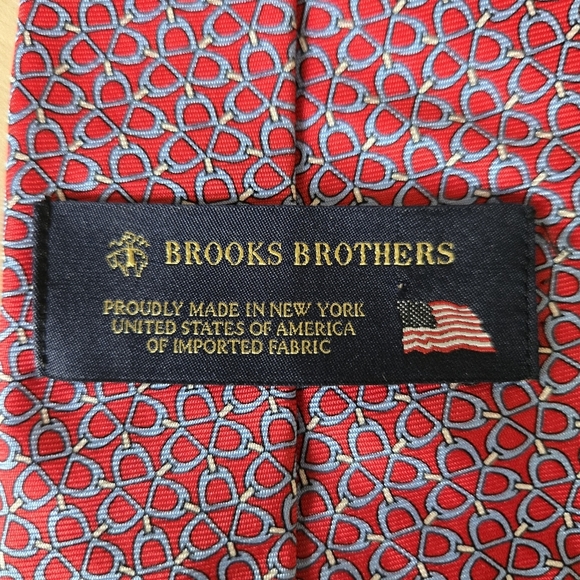 BROOKS BROTHERS
PROUDLY MADE IN NEW YORK
UNITED STATES OF AMERICA
OF IMPORTED FABRIC